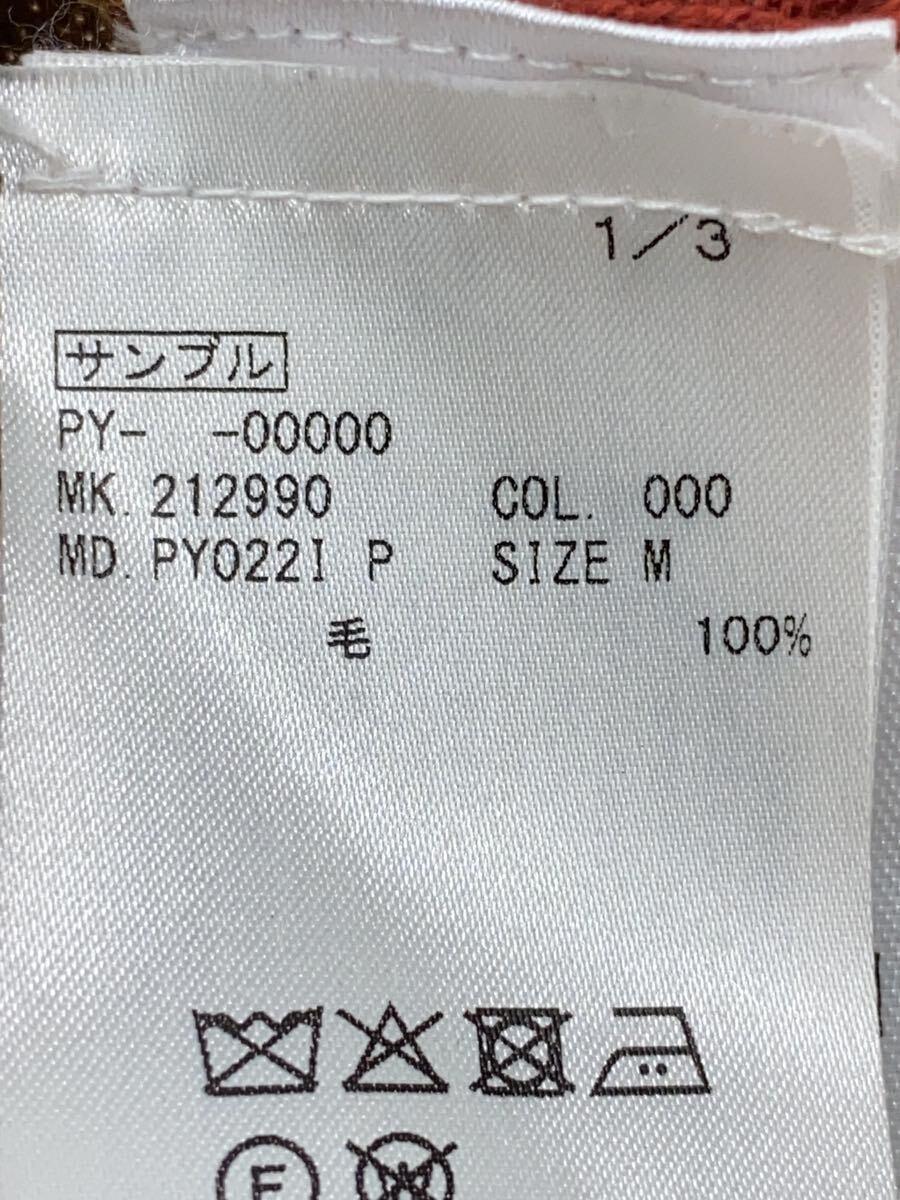 1／3
サンプル
PY-  -00000
MK. 212990 COL. 000
MD. PY022I P SIZE M
毛 100%
F